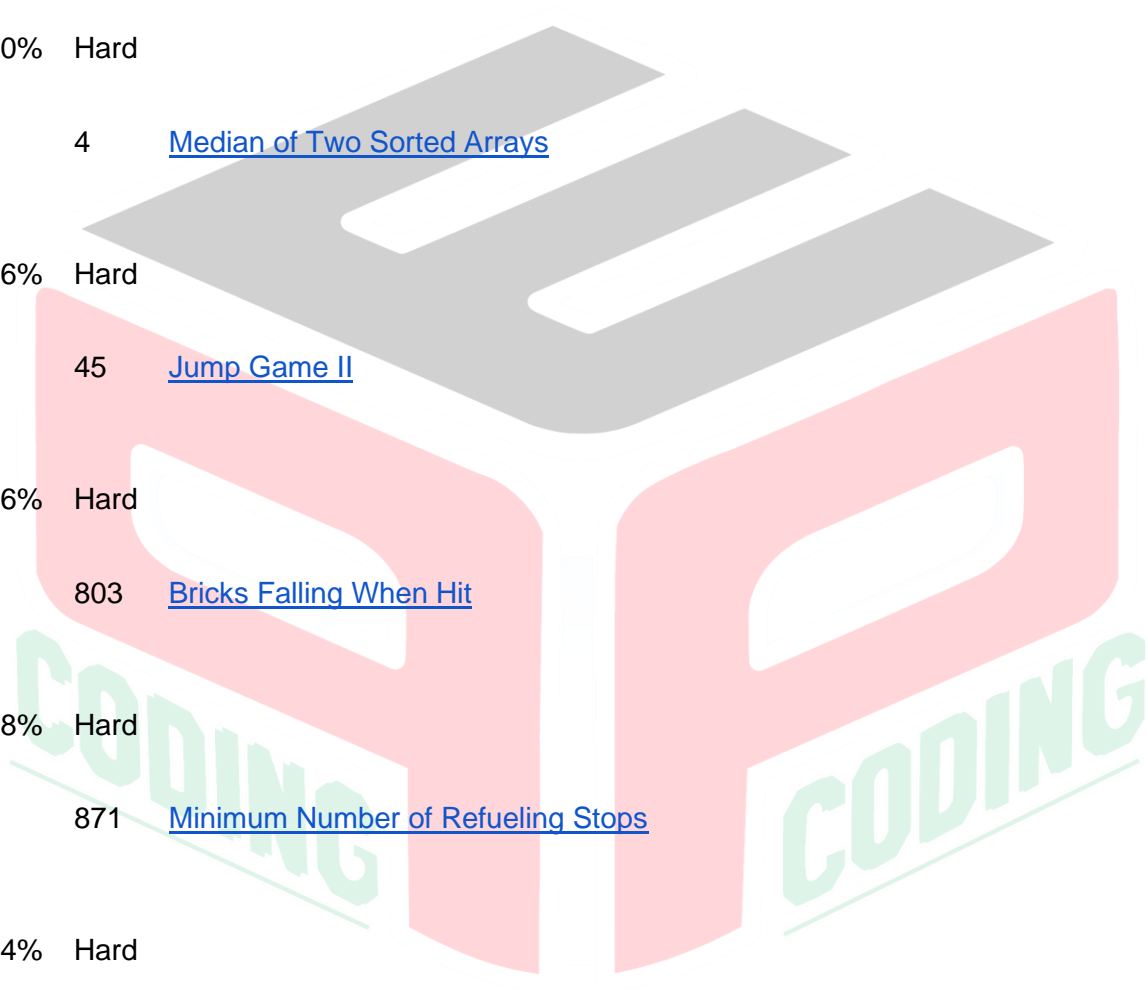 0% Hard
4 Median of Two Sorted Arrays
6% Hard
45 Jump Game II
6% Hard
803 Bricks Falling When Hit
8% Hard
CODING
CODING
871 Minimum Number of Refueling Stops
4% Hard